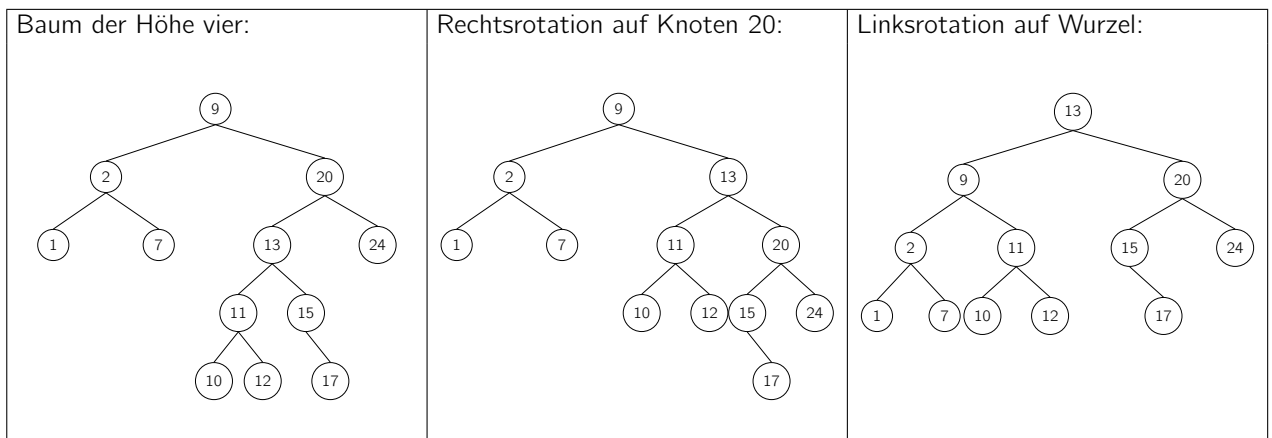 Baum der Höhe vier:
9
2 20
1 7 13 24
11 15
10 12 17
Rechtsrotation auf Knoten 20:
9
2 13
1 7 11 20
10 12 15 24
17
Linksrotation auf Wurzel:
13
9 20
2 11 15 24
1 7 10 12 17